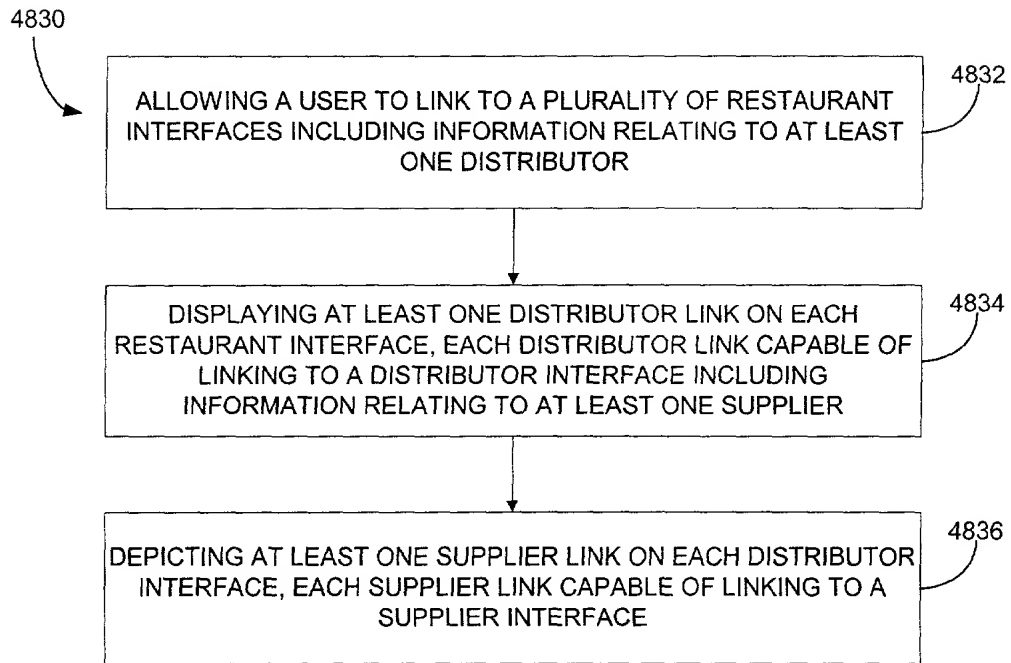 4830
4832
ALLOWING A USER TO LINK TO A PLURALITY OF RESTAURANT
INTERFACES INCLUDING INFORMATION RELATING TO AT LEAST
ONE DISTRIBUTOR
4834
DISPLAYING AT LEAST ONE DISTRIBUTOR LINK ON EACH
RESTAURANT INTERFACE, EACH DISTRIBUTOR LINK CAPABLE OF
LINKING TO A DISTRIBUTOR INTERFACE INCLUDING
INFORMATION RELATING TO AT LEAST ONE SUPPLIER
4836
DEPICTING AT LEAST ONE SUPPLIER LINK ON EACH DISTRIBUTOR
INTERFACE, EACH SUPPLIER LINK CAPABLE OF LINKING TO A
SUPPLIER INTERFACE